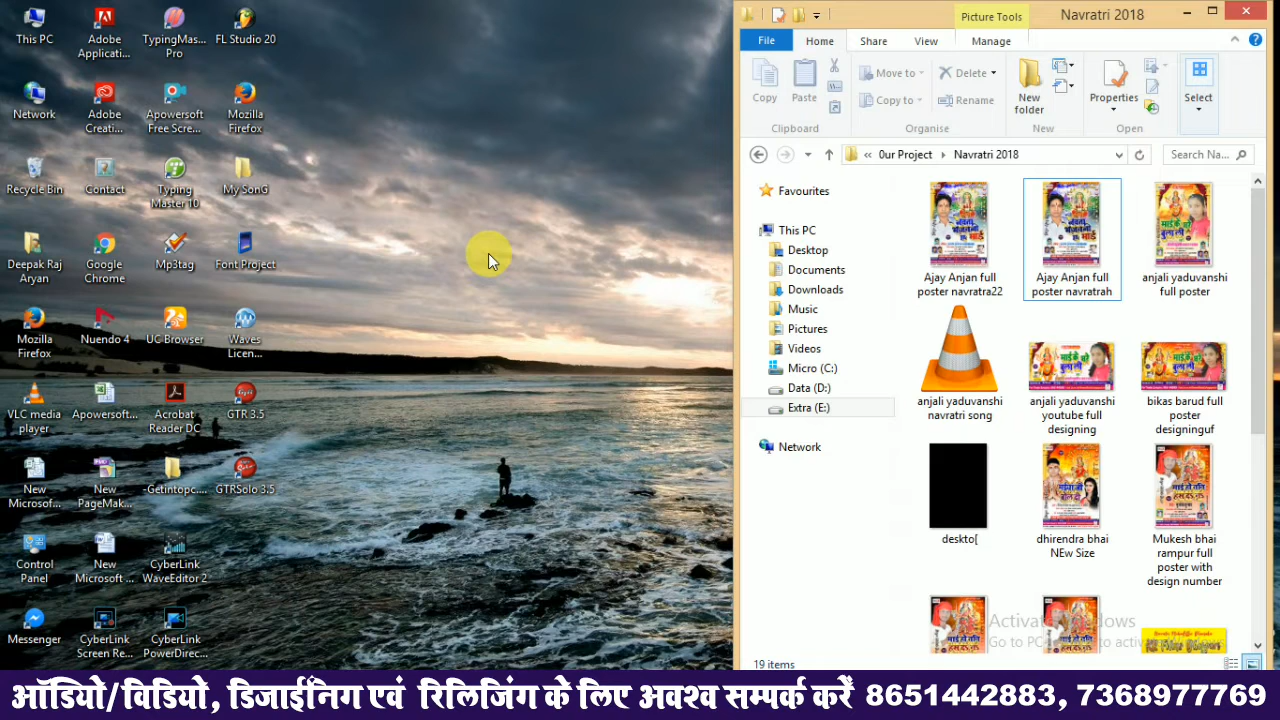 This PC
Adobe
Applicati...
TypingMas...
Pro
FL Studio 20
Network
Adobe
Creati...
Apowersoft
Free Scre...
Mozilla
Firefox
Recycle Bin
Contact
Typing
Master 10
My SonG
Deepak Raj
Aryan
Google
Chrome
Mp3tag
Font Project
Mozilla
Firefox
Nuendo 4
UC Browser
Waves
Licen...
VLC media
player
Apowersoft...
Acrobat
Reader DC
GTR 3.5
New
Microsof...
New
PageMak...
-Getintopc....
GTRSolo 3.5
Control
Panel
New
Microsoft ...
CyberLink
WaveEditor 2
Messenger
CyberLink
Screen Re...
CyberLink
PowerDirec...
Picture Tools
Navratri 2018
File
Home
Share
View
Manage
Copy
Paste
Move to
Copy to
Delete
Rename
New
folder
Properties
Select
Clipboard
Organise
New
Open
« 0ur Project Navratri 2018
Search Na...
Favourites
This PC
Desktop
Documents
Downloads
Music
Pictures
Videos
Micro (C:)
Data (D:)
Extra (E:)
Network
Ajay Anjan full
poster navratra22
Ajay Anjan full
poster navratrah
anjali yaduvanshi
full poster
anjali yaduvanshi
navratri song
anjali yaduvanshi
youtube full
designing
bikas barud full
poster
designinguf
deskto[
dhirendra bhai
NEw Size
Mukesh bhai
rampur full
poster with
design number
Activate Windows
19 items
ऑडियो/विडियो, डिजाईनिंग एवं रिलिजिंग के लिए अवश्व सम्पर्क करें 8651442883, 7368977769